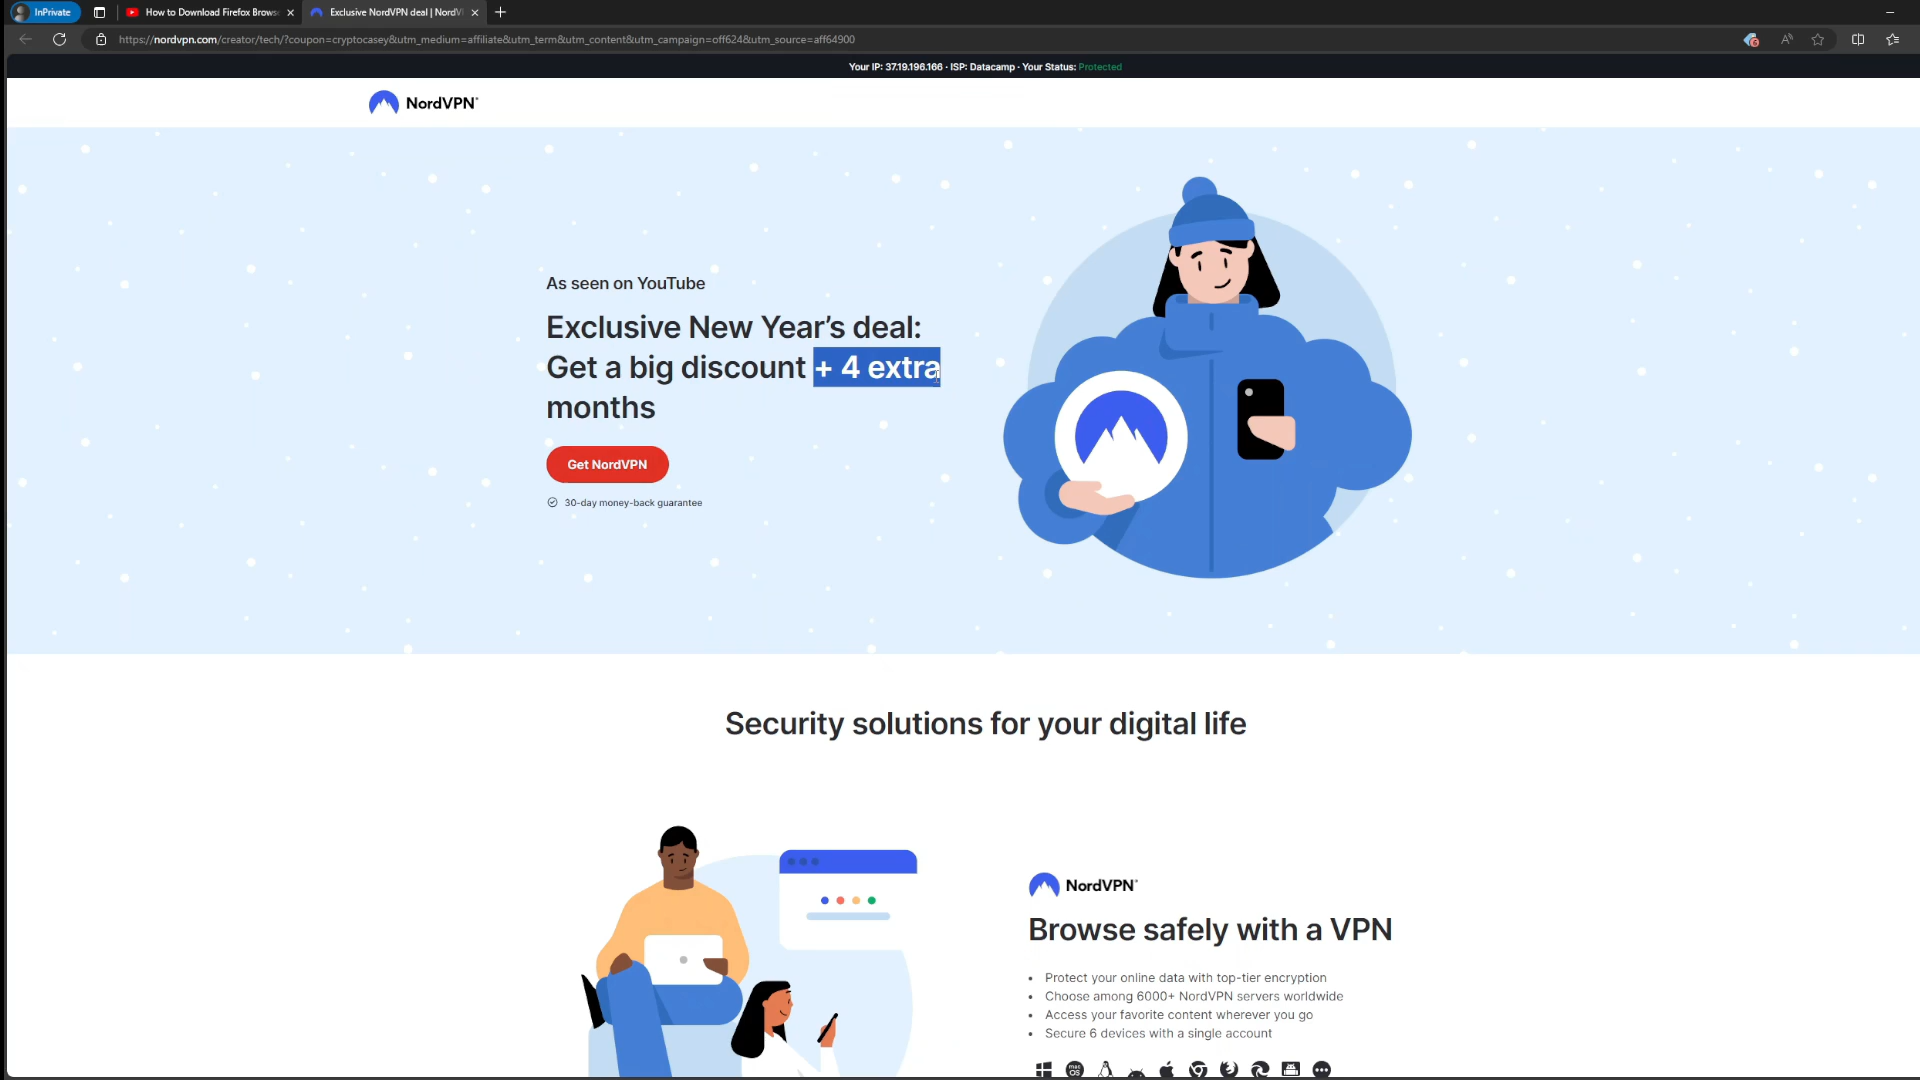 InPrivate
How to Download Firefox Brows
Exclusive NordVPN deal | NordV
https://nordvpn.com/creator/tech/?coupon=cryptocasey&utm_medium=affiliate&utm_term&utm_content&utm_campaign=off624&utm_source=aff64900
Your IP: 37.19.196.166 · ISP: Datacamp · Your Status: Protected
NordVPN®
As seen on YouTube
Exclusive New Year’s deal:
Get a big discount + 4 extra
months
Get NordVPN
30-day money-back guarantee
Security solutions for your digital life
NordVPN®
Browse safely with a VPN
• Protect your online data with top-tier encryption
• Choose among 6000+ NordVPN servers worldwide
• Access your favorite content wherever you go
• Secure 6 devices with a single account
mac
OS